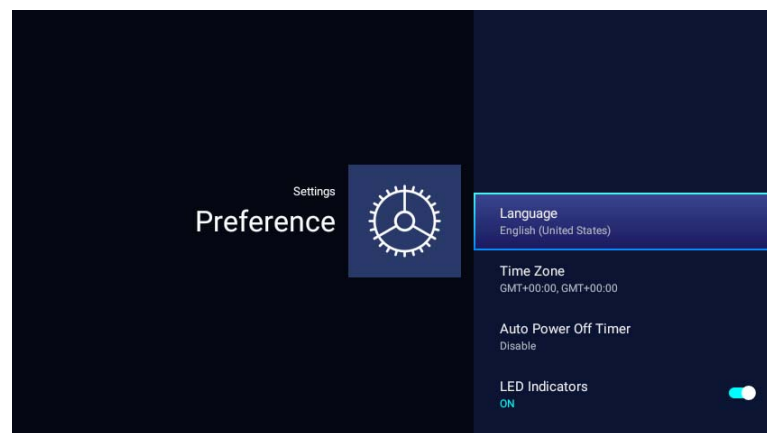 Settings
Preference
Language
English (United States)
Time Zone
GMT+00:00, GMT+00:00
Auto Power Off Timer
Disable
LED Indicators
ON